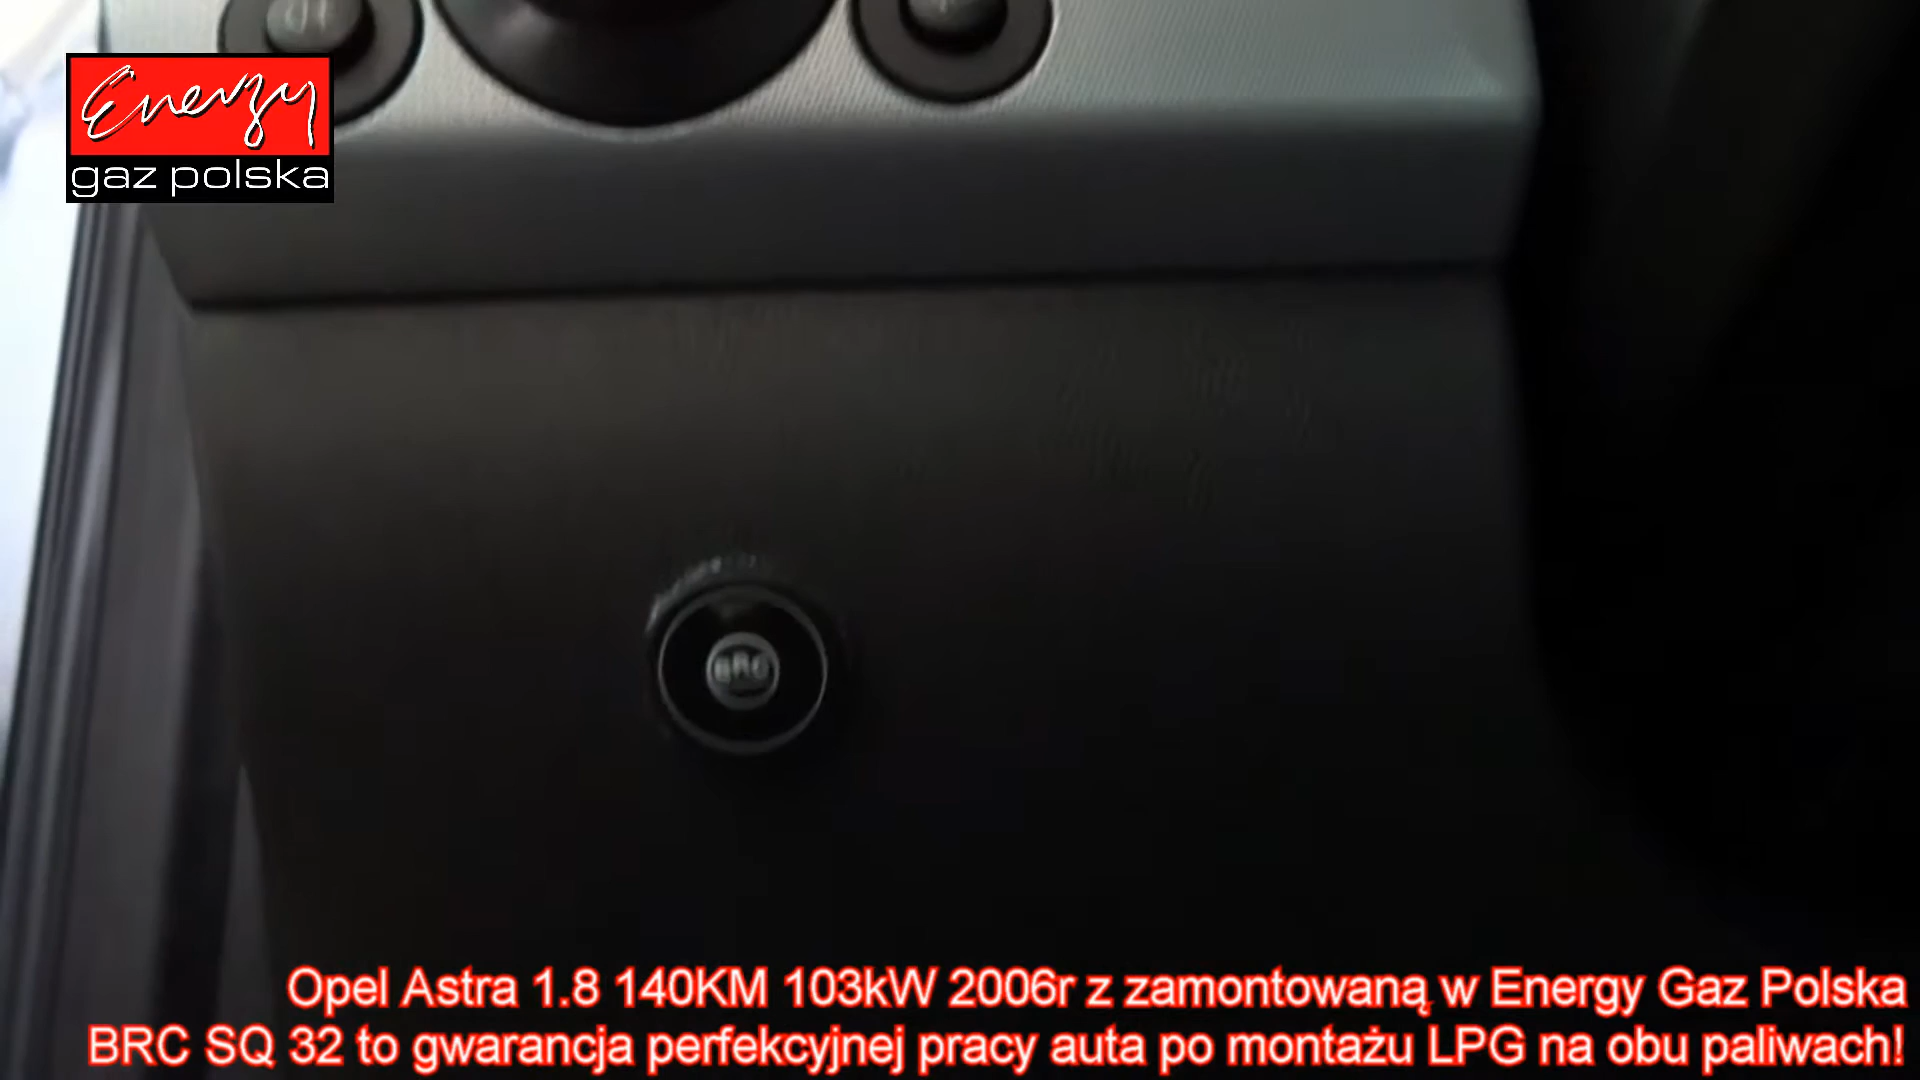 Energy
gaz polska
BRC
Opel Astra 1.8 140KM 103kW 2006r z zamontowaną w Energy Gaz Polska
BRC SQ 32 to gwarancja perfekcyjnej pracy auta po montażu LPG na obu paliwach!